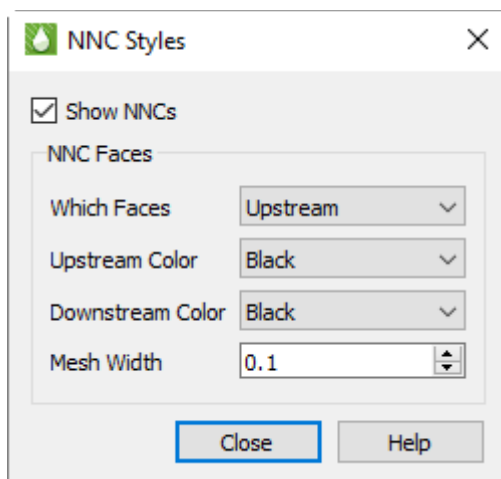 NNC Styles
Show NNCs
NNC Faces
Which Faces Upstream
Upstream Color Black
Downstream Color Black
Mesh Width 0.1
Close Help